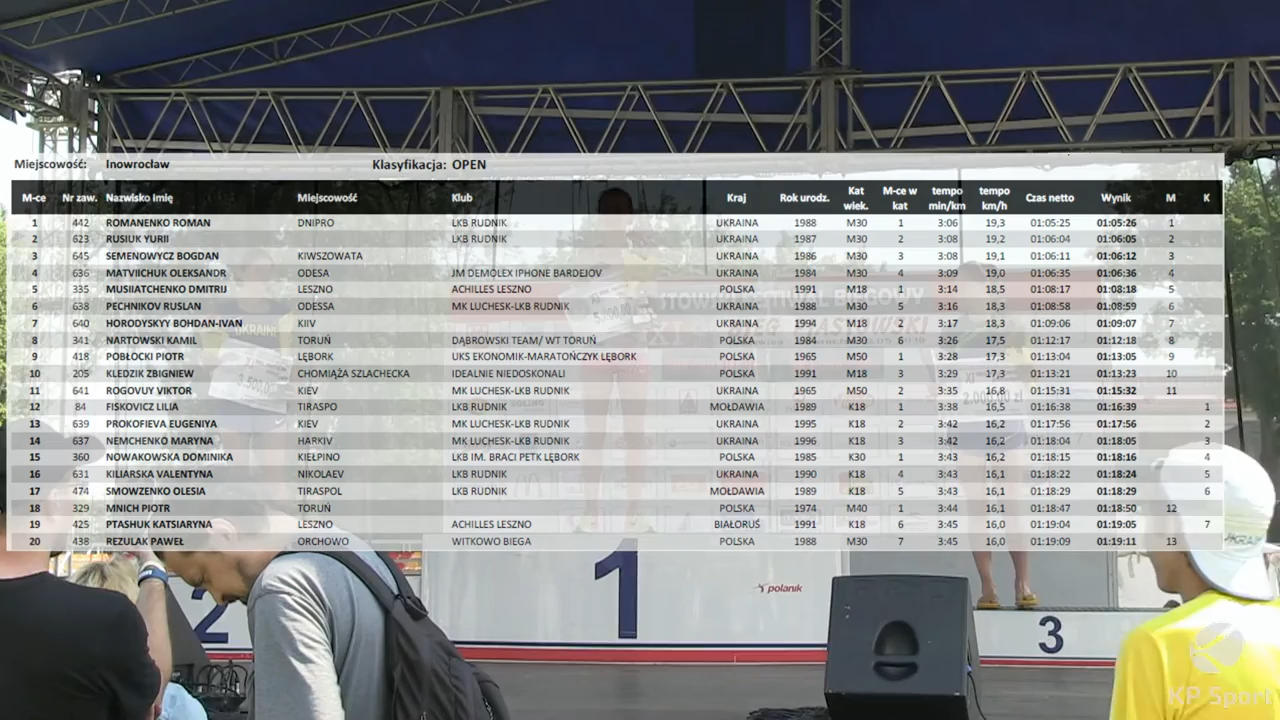 Miejscowość: Inowrocław Klasyfikacja: OPEN
M-ce Nr zaw. Nazwisko Imię Miejscowość Klub Kraj Rok urodz. Kat wiek. M-ce w kat tempo min/km tempo km/h Czas netto Wynik M K
1 442 ROMANENKO ROMAN DNIPRO LKB RUDNIK UKRAINA 1988 M30 1 3:06 19,3 01:05:25 01:05:26 1
2 623 RUSIUK YURII LKB RUDNIK UKRAINA 1987 M30 2 3:08 19,2 01:06:04 01:06:05 2
3 645 SEMENOWYCZ BOGDAN KIWSZOWATA UKRAINA 1986 M30 3 3:08 19,1 01:06:11 01:06:12 3
4 636 MATVIICHUK OLEKSANDR ODESA JM DEMOLEX IPHONE BARDEJOV UKRAINA 1984 M30 4 3:09 19,0 01:06:35 01:06:36 4
5 335 MUSIIATCHENKO DMITRIJ LESZNO ACHILLES LESZNO POLSKA 1991 M18 1 3:14 18,5 01:08:17 01:08:18 5
6 638 PECHNIKOV RUSLAN ODESSA MK LUCHESK-LKB RUDNIK UKRAINA 1988 M30 5 3:16 18,3 01:08:58 01:08:59 6
7 640 HORODYSKYY BOHDAN-IVAN KIIV UKRAINA 1994 M18 2 3:17 18,3 01:09:06 01:09:07 7
8 341 NARTOWSKI KAMIL TORUŃ DĄBROWSKI TEAM/ WT TORUŃ POLSKA 1984 M30 6 3:26 17,5 01:12:17 01:12:18 8
9 418 POBŁOCKI PIOTR LĘBORK UKS EKONOMIK-MARATOŃCZYK LĘBORK POLSKA 1965 M50 1 3:28 17,3 01:13:04 01:13:05 9
10 205 KLEDZIK ZBIGNIEW CHOMIĄŻA SZLACHECKA IDEALNIE NIEDOSKONALI POLSKA 1991 M18 3 3:29 17,3 01:13:21 01:13:23 10
11 641 ROGOVUY VIKTOR KIEV MK LUCHESK-LKB RUDNIK UKRAINA 1965 M50 2 3:35 16,8 01:15:31 01:15:32 11
12 84 FISKOVICZ LILIA TIRASPO LKB RUDNIK MOŁDAWIA 1989 K18 1 3:38 16,5 01:16:38 01:16:39 1
13 639 PROKOFIEVA EUGENIYA KIEV MK LUCHESK-LKB RUDNIK UKRAINA 1995 K18 2 3:42 16,2 01:17:56 01:17:56 2
14 637 NEMCHENKO MARYNA HARKIV MK LUCHESK-LKB RUDNIK UKRAINA 1996 K18 3 3:42 16,2 01:18:04 01:18:05 3
15 360 NOWAKOWSKA DOMINIKA KIEŁPINO LKB IM. BRACI PETK LĘBORK POLSKA 1985 K30 1 3:43 16,2 01:18:15 01:18:16 4
16 631 KILIARSKA VALENTYNA NIKOLAEV LKB RUDNIK UKRAINA 1990 K18 4 3:43 16,1 01:18:22 01:18:24 5
17 474 SMOWZENKO OLESIA TIRASPOL LKB RUDNIK MOŁDAWIA 1989 K18 5 3:43 16,1 01:18:29 01:18:29 6
18 329 MNICH PIOTR TORUŃ POLSKA 1974 M40 1 3:44 16,1 01:18:47 01:18:50 12
19 425 PTASHUK KATSIARYNA LESZNO ACHILLES LESZNO BIAŁORUŚ 1991 K18 6 3:45 16,0 01:19:04 01:19:05 7
20 438 REZULAK PAWEŁ ORCHOWO WITKOWO BIEGA POLSKA 1988 M30 7 3:45 16,0 01:19:09 01:19:11 13
1
polanik
2
3
KP Sport